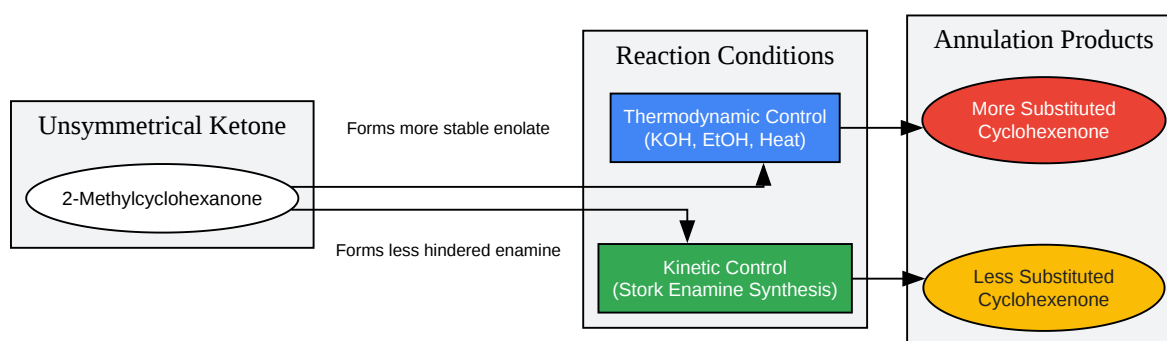 Unsymmetrical Ketone
2-Methylcyclohexanone
Forms more stable enolate
Forms less hindered enamine
Reaction Conditions
Thermodynamic Control
(KOH, EtOH, Heat)
Kinetic Control
(Stork Enamine Synthesis)
Annulation Products
More Substituted
Cyclohexenone
Less Substituted
Cyclohexenone